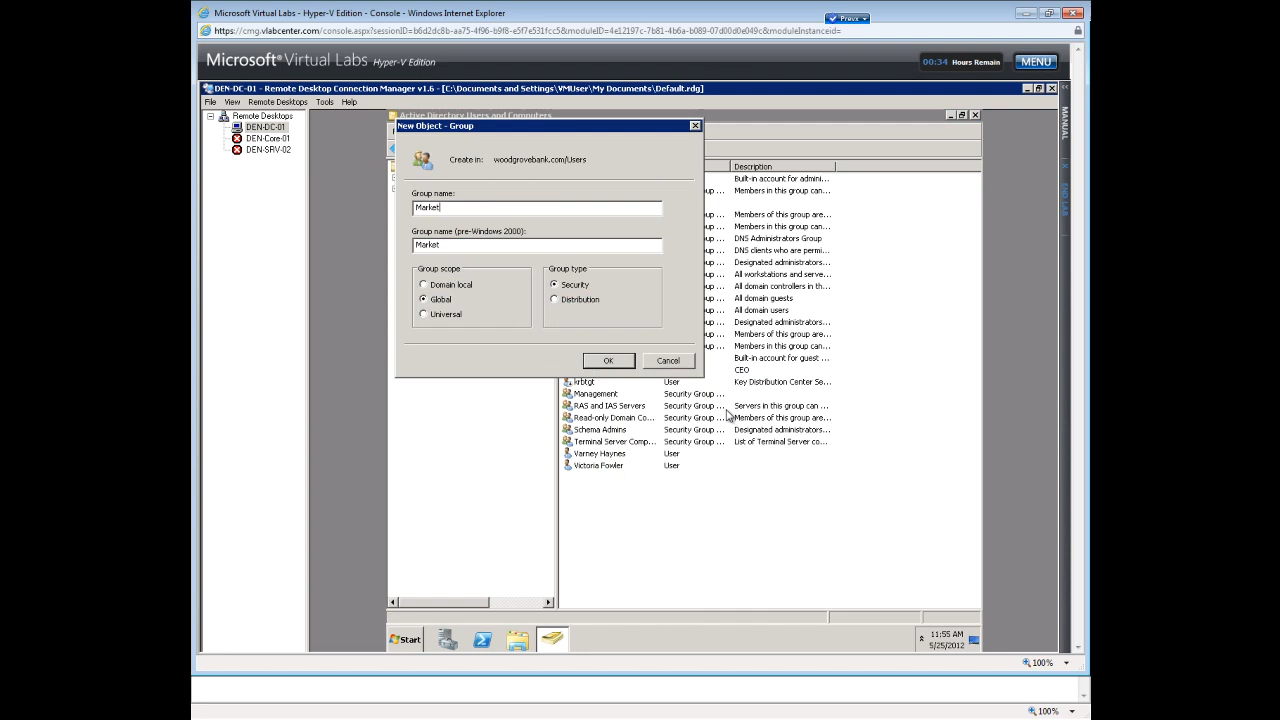 Microsoft Virtual Labs - Hyper-V Edition - Console - Windows Internet Explorer
Prevx
https://cmg.vlabcenter.com/console.aspx?sessionID=b6d2dc8b-aa75-4f96-b9f8-e5f7e531fcc5&moduleID=4e12197c-7b81-4b6a-b089-07d00d0e049c&moduleInstanceid=
Microsoft Virtual Labs Hyper-V Edition
00:34 Hours Remain
MENU
DEN-DC-01 - Remote Desktop Connection Manager v1.6 - [C:\Documents and Settings\VMUser\My Documents\Default.rdg]
File View Remote Desktops Tools Help
MANUAL
END LAB
Remote Desktops
DEN-DC-01
DEN-Core-01
DEN-SRV-02
Active Directory Users and Computers
New Object - Group
Create in: woodgrovebank.com/Users
Group name:
Market
Group name (pre-Windows 2000):
Market
Group scope
Domain local
Global
Universal
Group type
Security
Distribution
OK
Cancel
Description
Built-in account for admini...
Members in this group can...
Members of this group are...
Members in this group can...
DNS Administrators Group
DNS clients who are permi...
Designated administrators...
All workstations and serve...
All domain controllers in th...
All domain guests
All domain users
Designated administrators...
Members of this group are...
Members in this group can...
Built-in account for guest ...
CEO
krbtgt User Key Distribution Center Se...
Management Security Group ...
RAS and IAS Servers Security Group ... Servers in this group can ...
Read-only Domain Co... Security Group ... Members of this group are...
Schema Admins Security Group ... Designated administrators...
Terminal Server Comp... Security Group ... List of Terminal Server co...
Varney Haynes User
Victoria Fowler User
Start
11:55 AM
5/25/2012
100%
100%